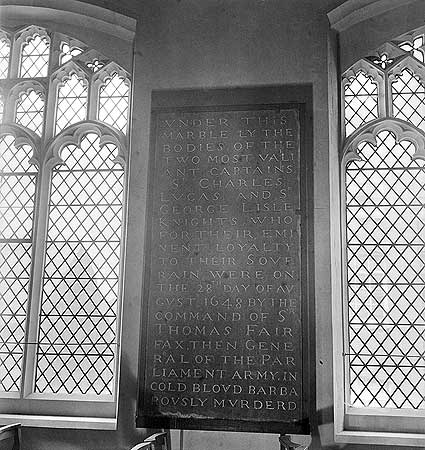 VNDER THIS
MARBLE LY THE
BODIES OF THE
TWO MOST VALI
ANT CAPTAINS
Sr CHARLES
LVCAS AND Sr
GEORGE LISLE
KNIGHTS WHO
FOR THEIR EMI
NENT LOYALTY
TO THEIR SOVE
RAIN WERE ON
THE 28th DAY OF AV
GVST 1648 BY THE
COMMAND OF Sr
THOMAS FAIR
FAX THEN GENE
RAL OF THE PAR
LIAMENT ARMY, IN
COLD BLOVD BARBA
ROVSLY MVRDERD